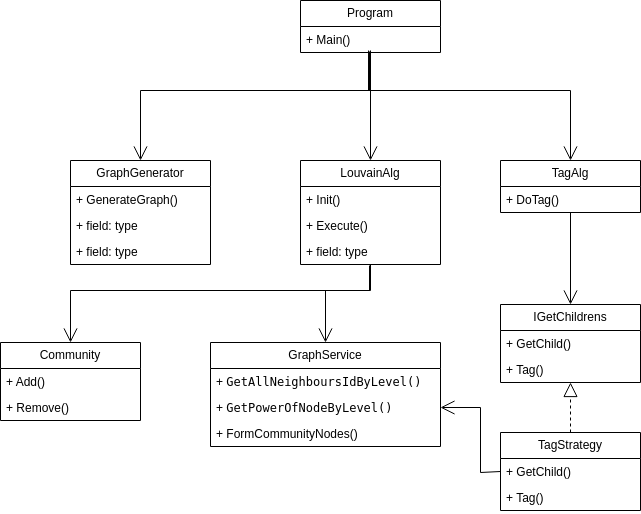 Program
+ Main()
GraphGenerator
+ GenerateGraph()
+ field: type
+ field: type
LouvainAlg
+ Init()
+ Execute()
+ field: type
TagAlg
+ DoTag()
IGetChildrens
+ GetChild()
+ Tag()
Community
+ Add()
+ Remove()
GraphService
+ GetAllNeighboursIdByLevel()
+ GetPowerOfNodeByLevel()
+ FormCommunityNodes()
TagStrategy
+ GetChild()
+ Tag()